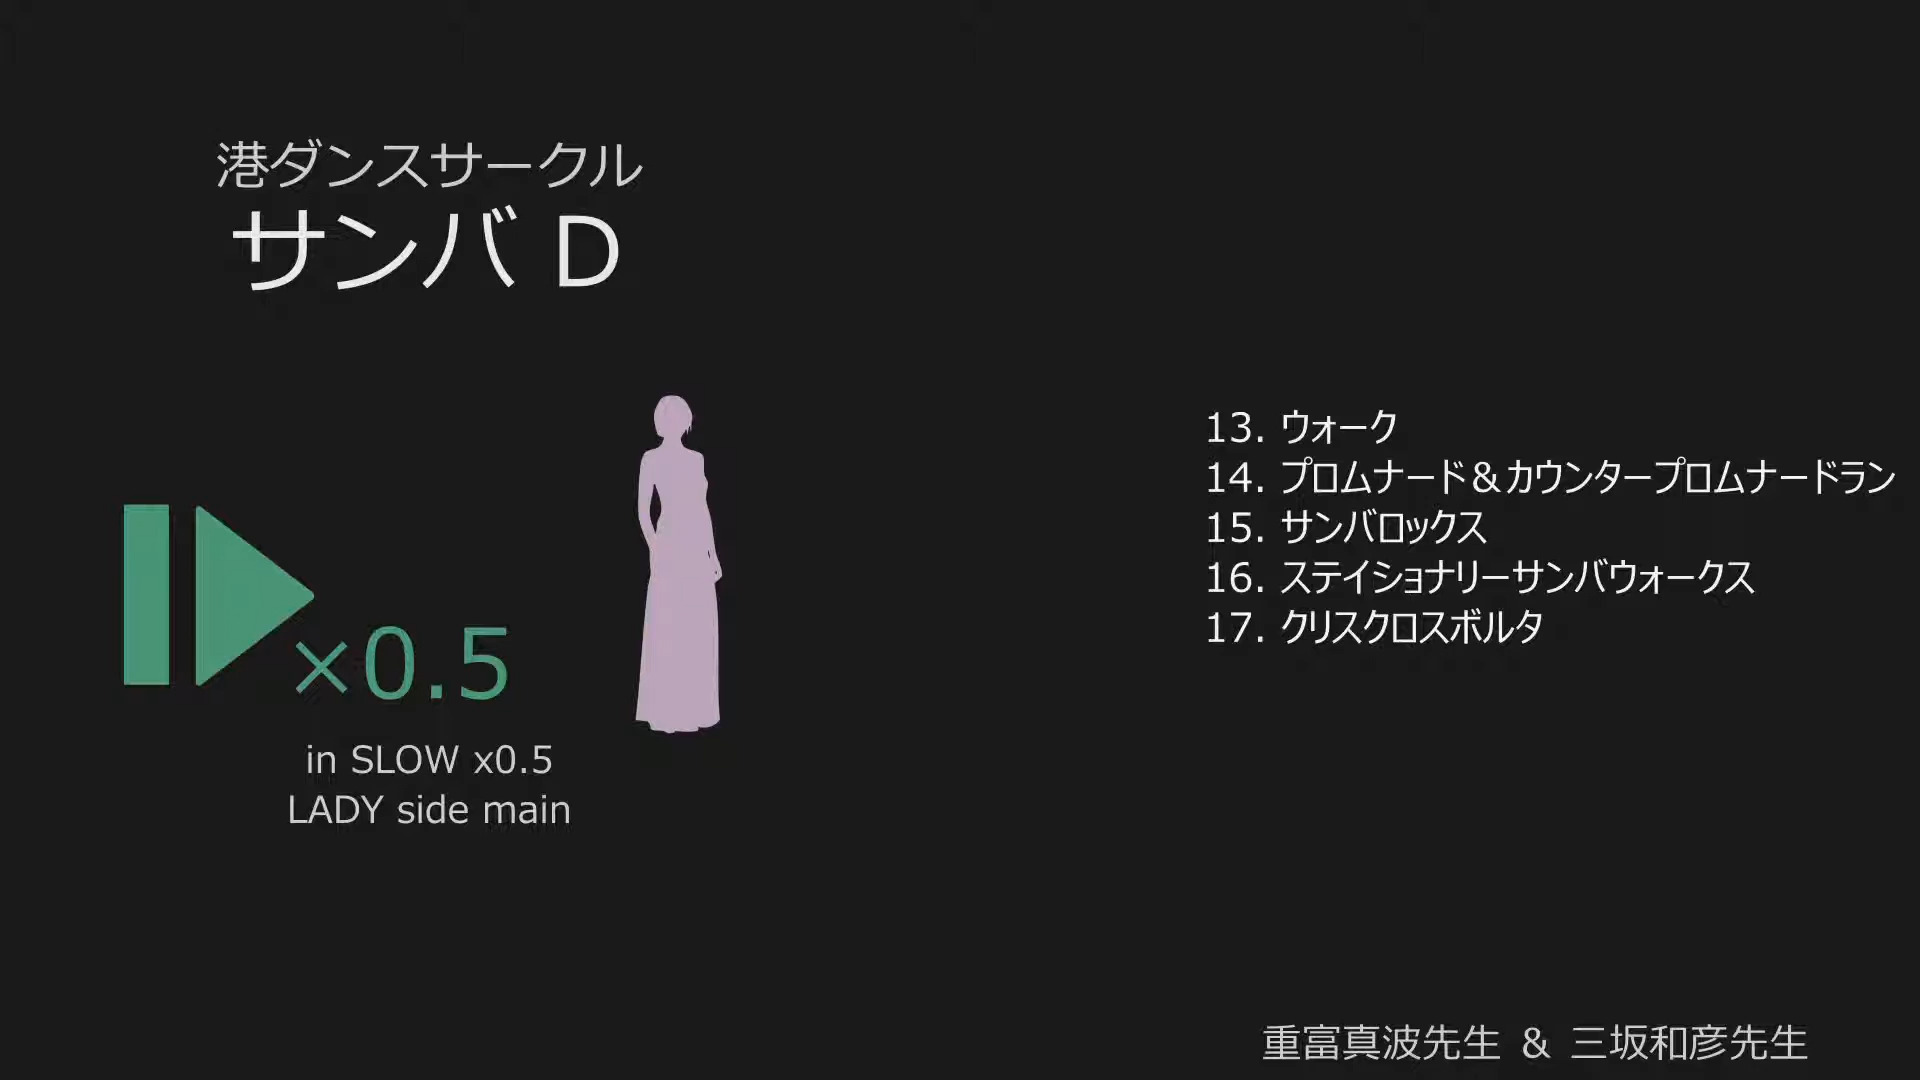 港ダンスサークル
サンバ D
×0.5
in SLOW x0.5
LADY side main
13. ウォーク
14. プロムナード＆カウンタープロムナードラン
15. サンバロックス
16. ステイショナリーサンバウォークス
17. クリスクロスボルタ
重富真波先生 & 三坂和彦先生